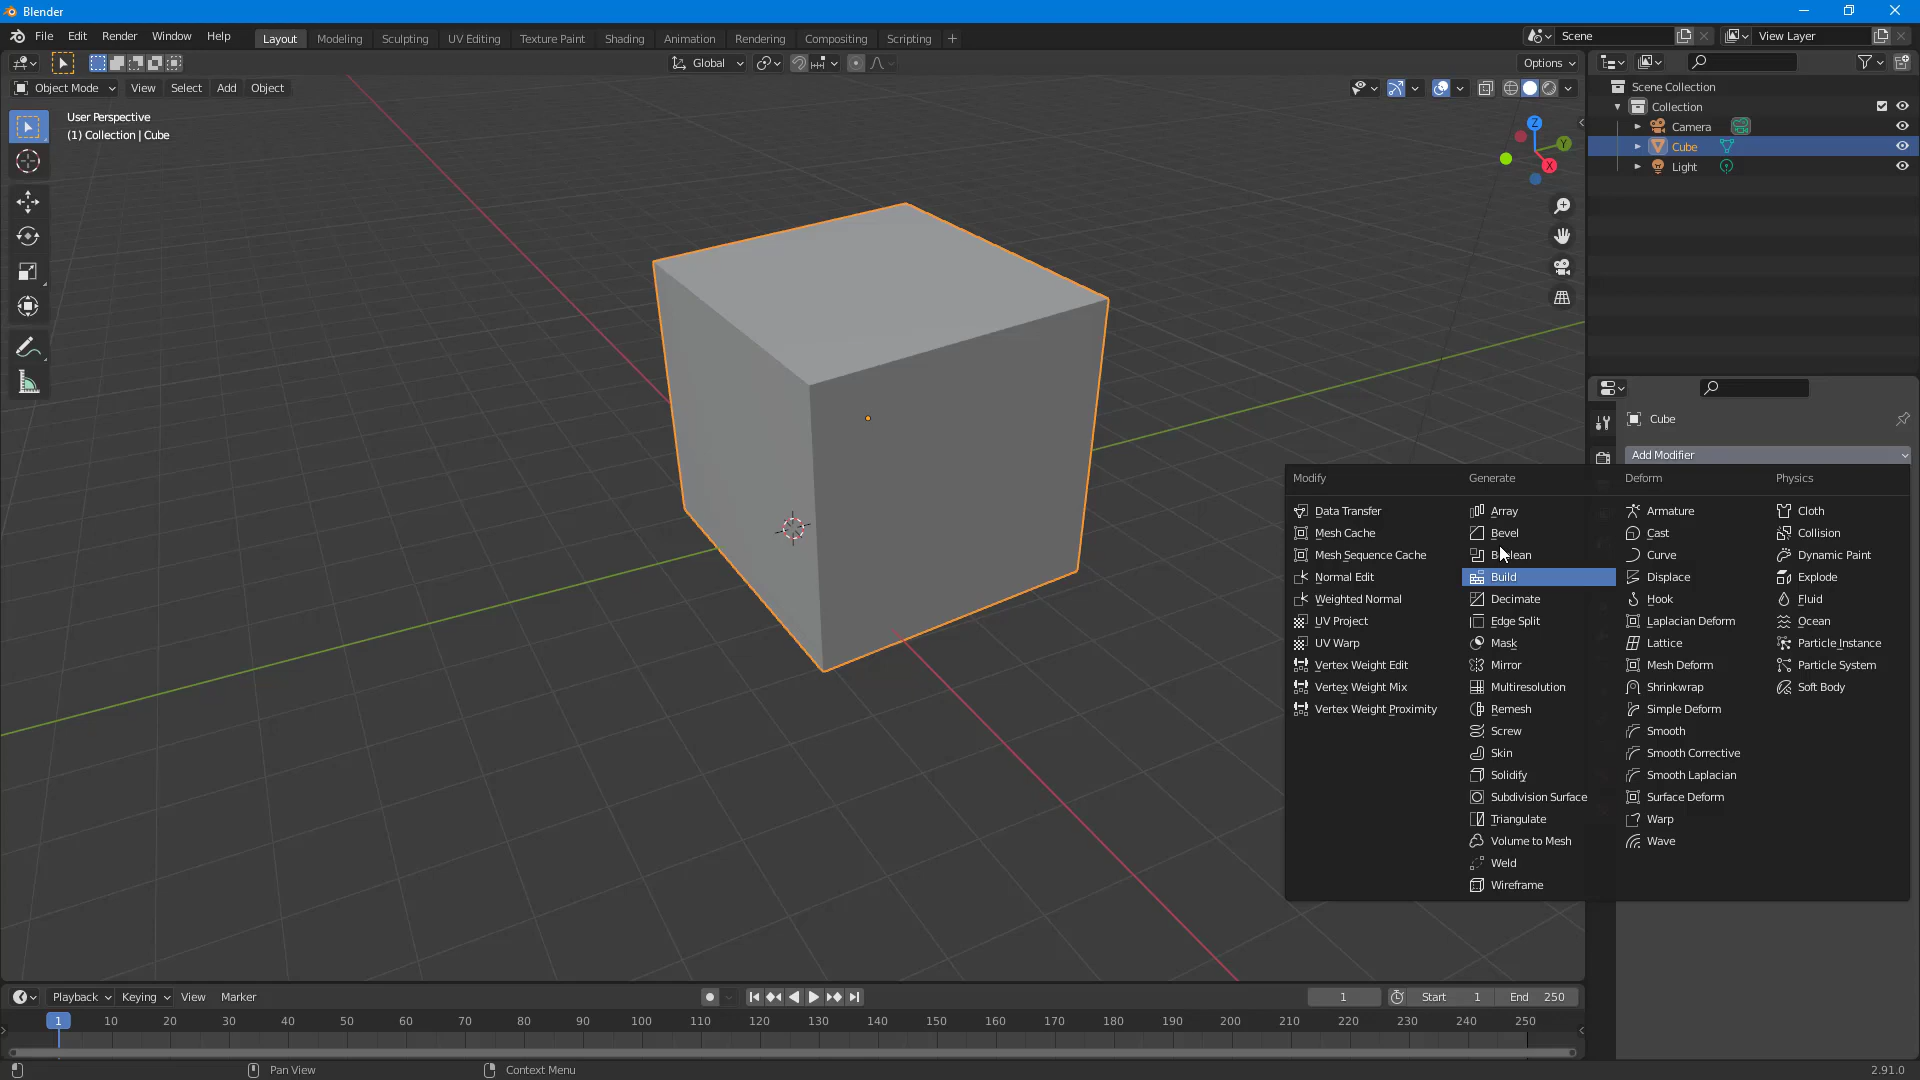 Blender
File Edit Render Window Help
Layout Modeling Sculpting UV Editing Texture Paint Shading Animation Rendering Compositing Scripting +
Scene
View Layer
Global
Options
Object Mode View Select Add Object
User Perspective
(1) Collection | Cube
Z
Y
X
Scene Collection
Collection
Camera
Cube
Light
Cube
Add Modifier
Modify
Data Transfer
Mesh Cache
Mesh Sequence Cache
Normal Edit
Weighted Normal
UV Project
UV Warp
Vertex Weight Edit
Vertex Weight Mix
Vertex Weight Proximity
Generate
Array
Bevel
Build
Decimate
Edge Split
Mask
Mirror
Multiresolution
Remesh
Screw
Skin
Solidify
Subdivision Surface
Triangulate
Volume to Mesh
Weld
Wireframe
Deform
Armature
Cast
Curve
Displace
Hook
Laplacian Deform
Lattice
Mesh Deform
Shrinkwrap
Simple Deform
Smooth
Smooth Corrective
Smooth Laplacian
Surface Deform
Warp
Wave
Physics
Cloth
Collision
Dynamic Paint
Explode
Fluid
Ocean
Particle Instance
Particle System
Soft Body
Playback Keying View Marker
1
Start 1
End 250
1 10 20 30 40 50 60 70 80 90 100 110 120 130 140 150 160 170 180 190 200 210 220 230 240 250
Pan View
Context Menu
2.91.0